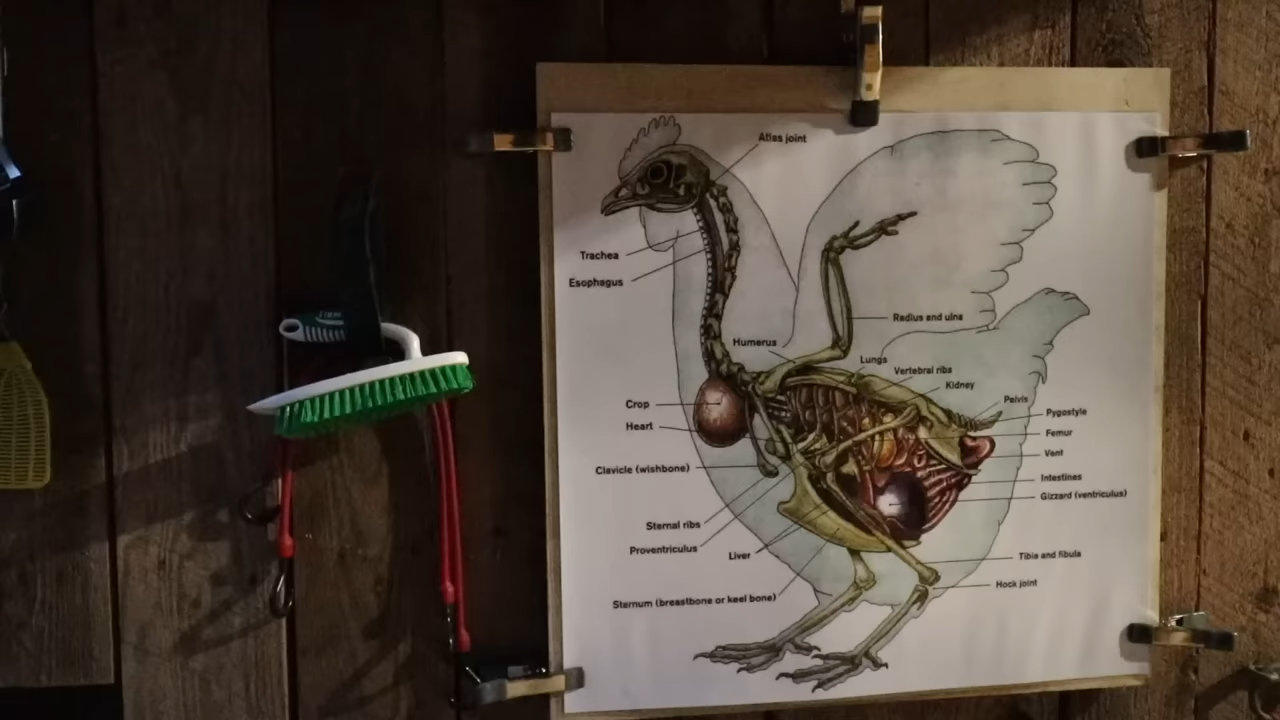 Atlas joint
Trachea
Esophagus
Radius and ulna
Humerus
Lungs
Vertebral ribs
Kidney
Pelvis
Crop
Pygostyle
Heart
Femur
Vent
Clavicle (wishbone)
Intestines
Gizzard (ventriculus)
Sternal ribs
Proventriculus
Liver
Tibia and fibula
Hock joint
Sternum (breastbone or keel bone)